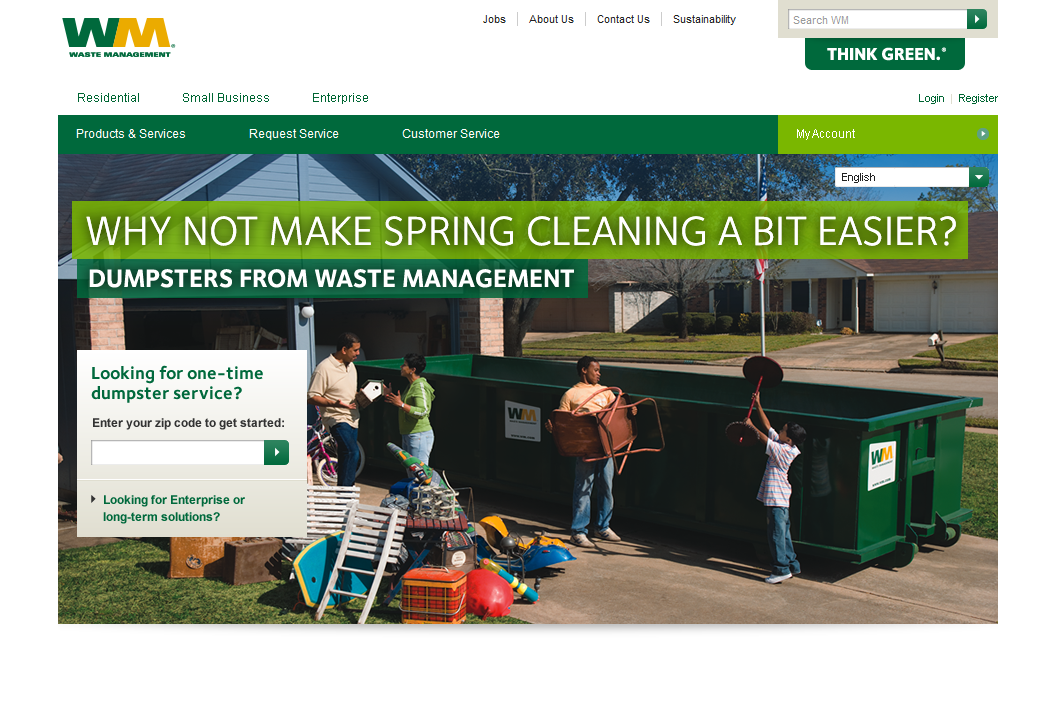 WM
WASTE MANAGEMENT
Jobs
About Us
Contact Us
Sustainability
Search WM
THINK GREEN.®
Residential
Small Business
Enterprise
Login
Register
Products & Services
Request Service
Customer Service
My Account
English
WHY NOT MAKE SPRING CLEANING A BIT EASIER?
DUMPSTERS FROM WASTE MANAGEMENT
Looking for one-time
dumpster service?
Enter your zip code to get started:
Looking for Enterprise or
long-term solutions?
WM
WM